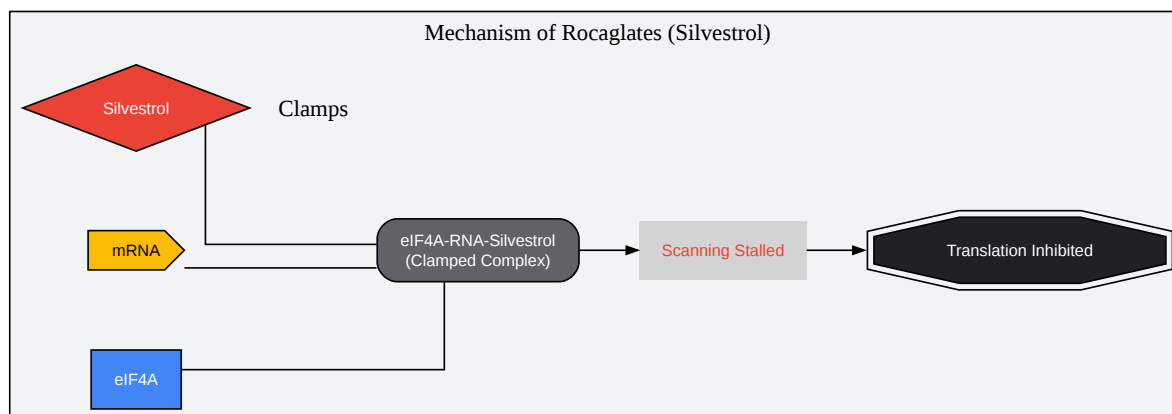 Mechanism of Rocaglates (Silvestrol)
Silvestrol
Clamps
mRNA
eIF4A-RNA-Silvestrol
(Clamped Complex)
Scanning Stalled
Translation Inhibited
eIF4A